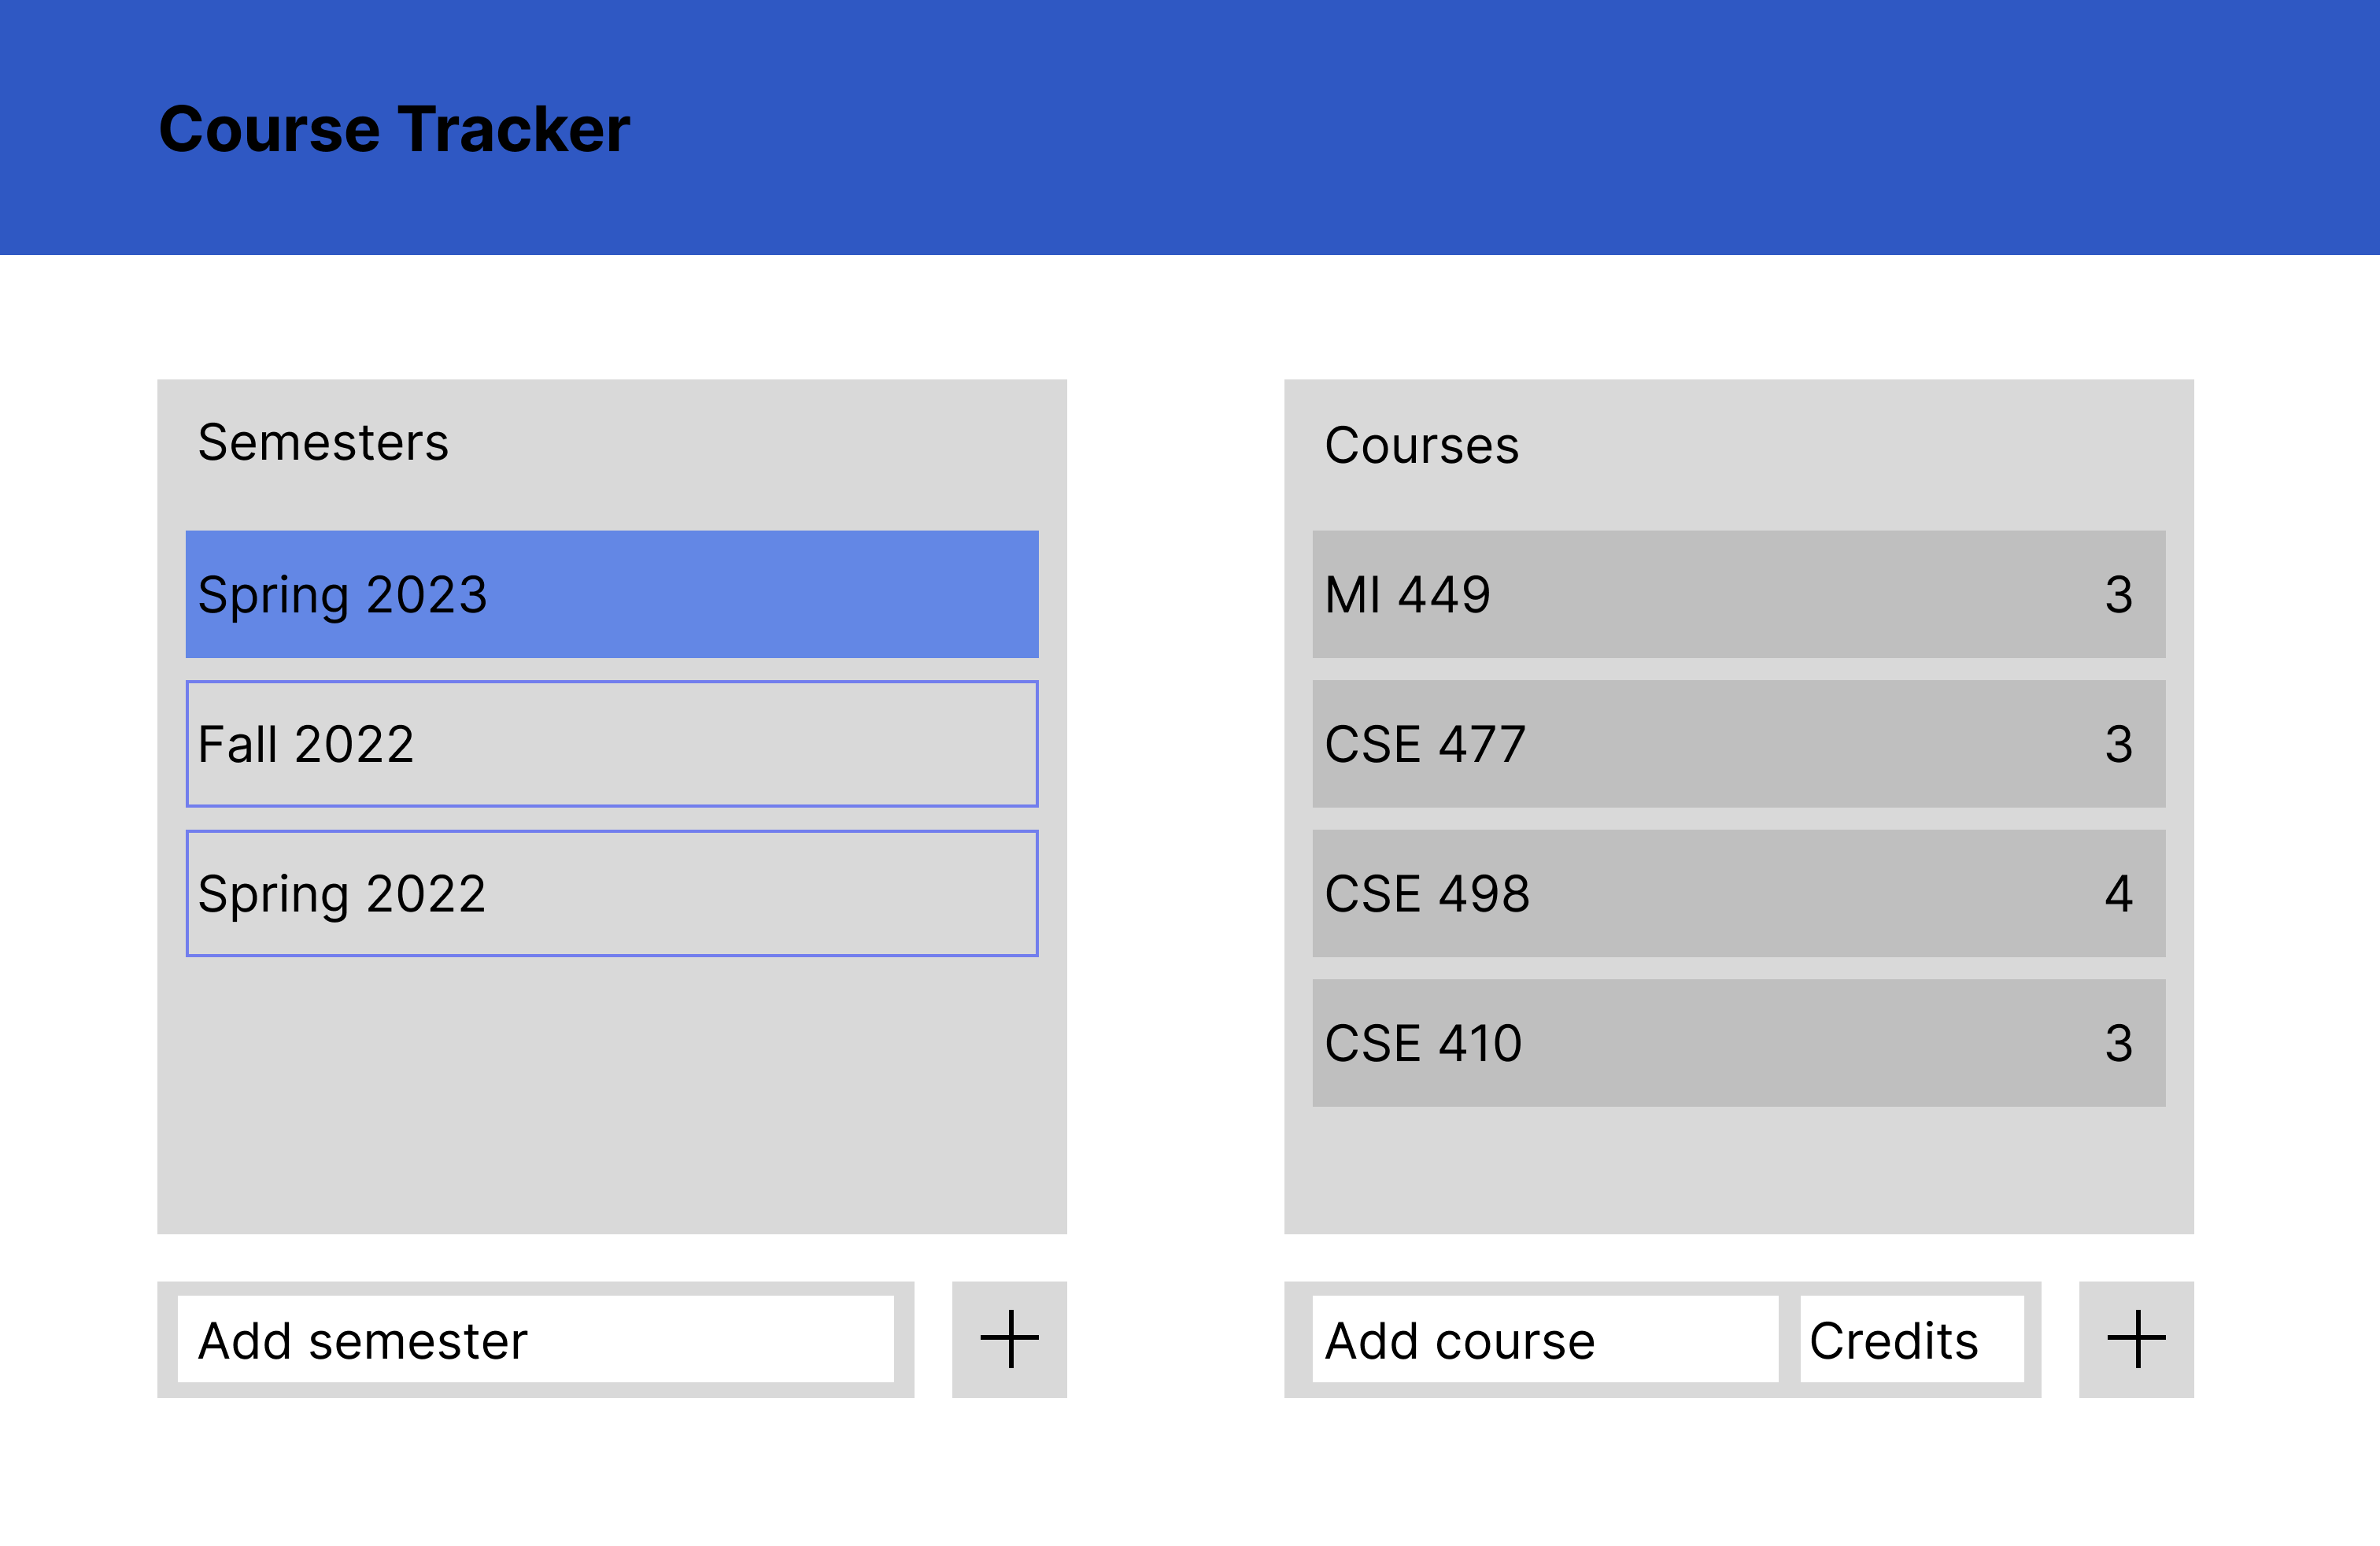 Course Tracker
Semesters
Spring 2023
Fall 2022
Spring 2022
Add semester
Courses
MI 449 3
CSE 477 3
CSE 498 4
CSE 410 3
Add course Credits